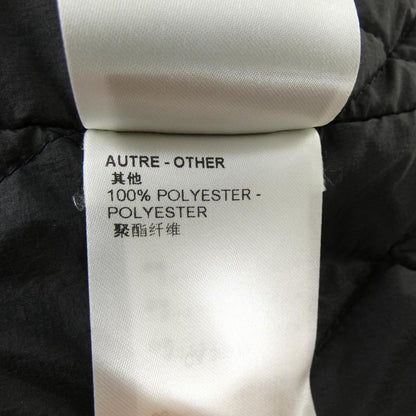 AUTRE - OTHER
其他
100% POLYESTER -
POLYESTER
聚酯纤维